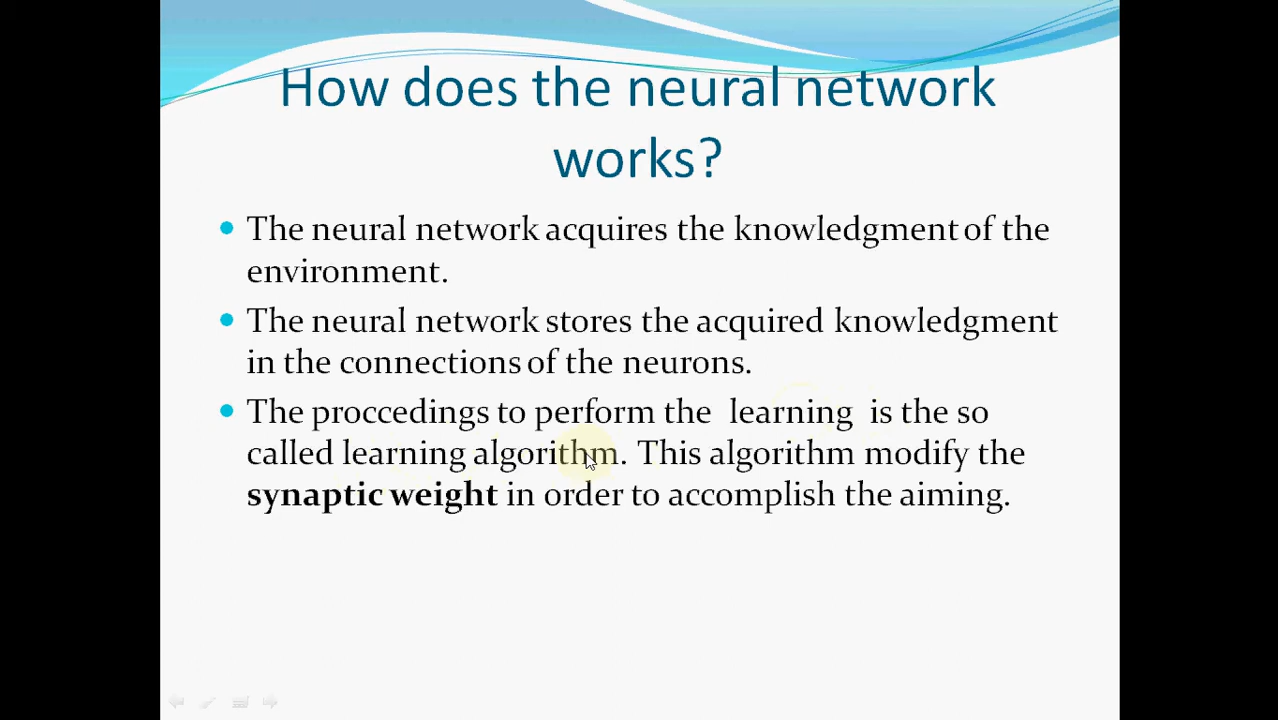 How does the neural network
works?
The neural network acquires the knowledgment of the
environment.
The neural network stores the acquired knowledgment
in the connections of the neurons.
The proccedings to perform the learning is the so
called learning algorithm. This algorithm modify the
synaptic weight in order to accomplish the aiming.